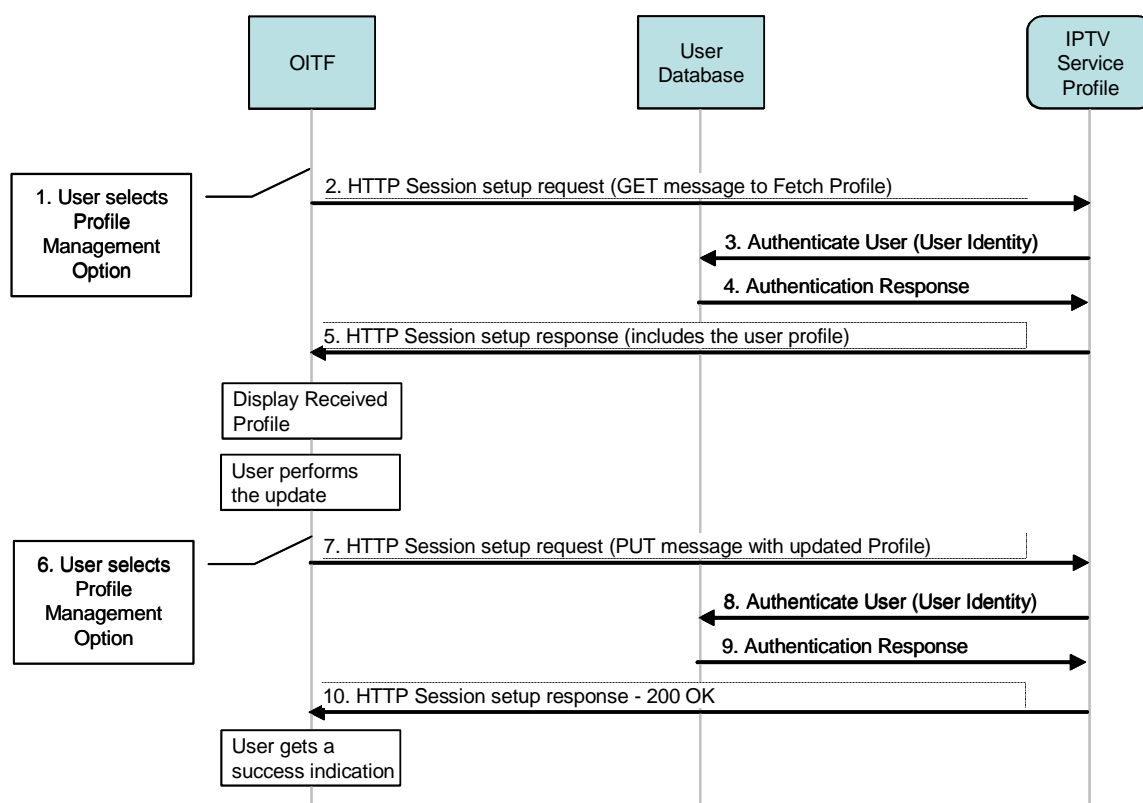 OITF
User
Database
IPTV
Service
Profile
1. User selects
Profile
Management
Option
2. HTTP Session setup request (GET message to Fetch Profile)
3. Authenticate User (User Identity)
4. Authentication Response
5. HTTP Session setup response (includes the user profile)
Display Received
Profile
User performs
the update
6. User selects
Profile
Management
Option
7. HTTP Session setup request (PUT message with updated Profile)
8. Authenticate User (User Identity)
9. Authentication Response
10. HTTP Session setup response - 200 OK
User gets a
success indication